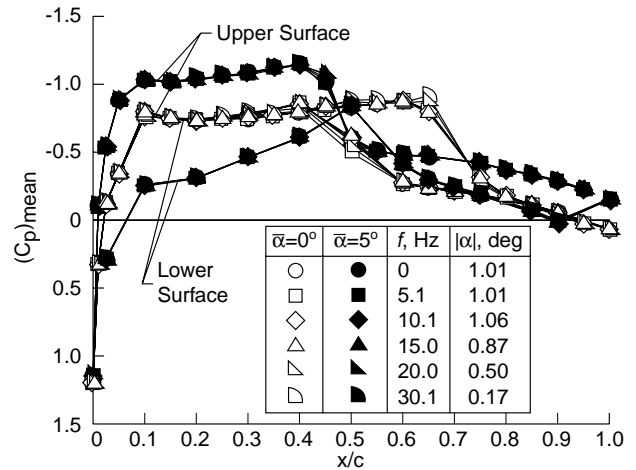 -1.5
-1.0
-0.5
0
0.5
1.0
1.5
(Cp)mean
Upper Surface
Lower
Surface
α̅=0° α̅=5° f, Hz |α|, deg
0 1.01
5.1 1.01
10.1 1.06
15.0 0.87
20.0 0.50
30.1 0.17
0 0.1 0.2 0.3 0.4 0.5 0.6 0.7 0.8 0.9 1.0
x/c